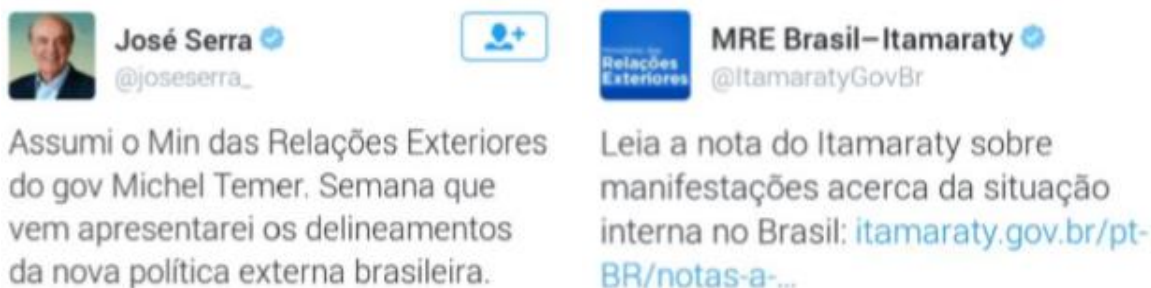 José Serra
@joseserra_
Assumi o Min das Relações Exteriores
do gov Michel Temer. Semana que
vem apresentarei os delineamentos
da nova política externa brasileira.
MRE Brasil–Itamaraty
Relações
Exteriores
@ItamaratyGovBr
Leia a nota do Itamaraty sobre
manifestações acerca da situação
interna no Brasil: itamaraty.gov.br/pt-
BR/notas-a-...